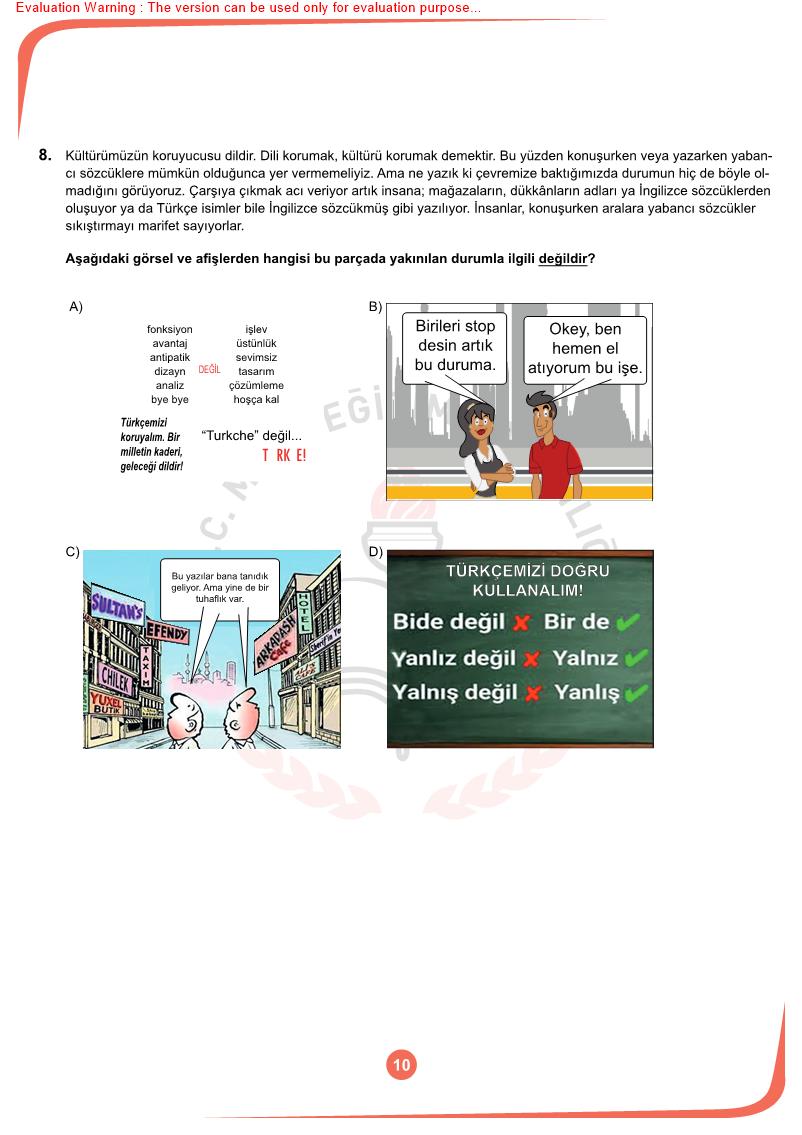 Evaluation Warning : The version can be used only for evaluation purpose...
8. Kültürümüzün koruyucusu dildir. Dili korumak, kültürü korumak demektir. Bu yüzden konuşurken veya yazarken yaban-
cı sözcüklere mümkün olduğunca yer vermemeliyiz. Ama ne yazık ki çevremize baktığımızda durumun hiç de böyle ol-
madığını görüyoruz. Çarşıya çıkmak acı veriyor artık insana; mağazaların, dükkânların adları ya İngilizce sözcüklerden
oluşuyor ya da Türkçe isimler bile İngilizce sözcükmüş gibi yazılıyor. İnsanlar, konuşurken aralara yabancı sözcükler
sıkıştırmayı marifet sayıyorlar.
Aşağıdaki görsel ve afişlerden hangisi bu parçada yakınılan durumla ilgili değildir?
A)
fonksiyon işlev
avantaj üstünlük
antipatik sevimsiz
dizayn DEĞİL tasarım
analiz çözümleme
bye bye hoşça kal
Türkçemizi
koruyalım. Bir
milletin kaderi,
geleceği dildir!
“Turkche” değil...
T RK E!
B)
Birileri stop
desin artık
bu duruma.
Okey, ben
hemen el
atıyorum bu işe.
C)
Bu yazılar bana tanıdık
geliyor. Ama yine de bir
tuhaflık var.
SULTAN'S
EFENDY
TAXIM
CHILEK
YUXEL
BUTİK
HOTEL
ARKADASH
Cafe
D)
TÜRKÇEMİZİ DOĞRU
KULLANALIM!
Bide değil ✘ Bir de ✔
Yanlız değil ✘ Yalnız ✔
Yalnış değil ✘ Yanlış ✔
10